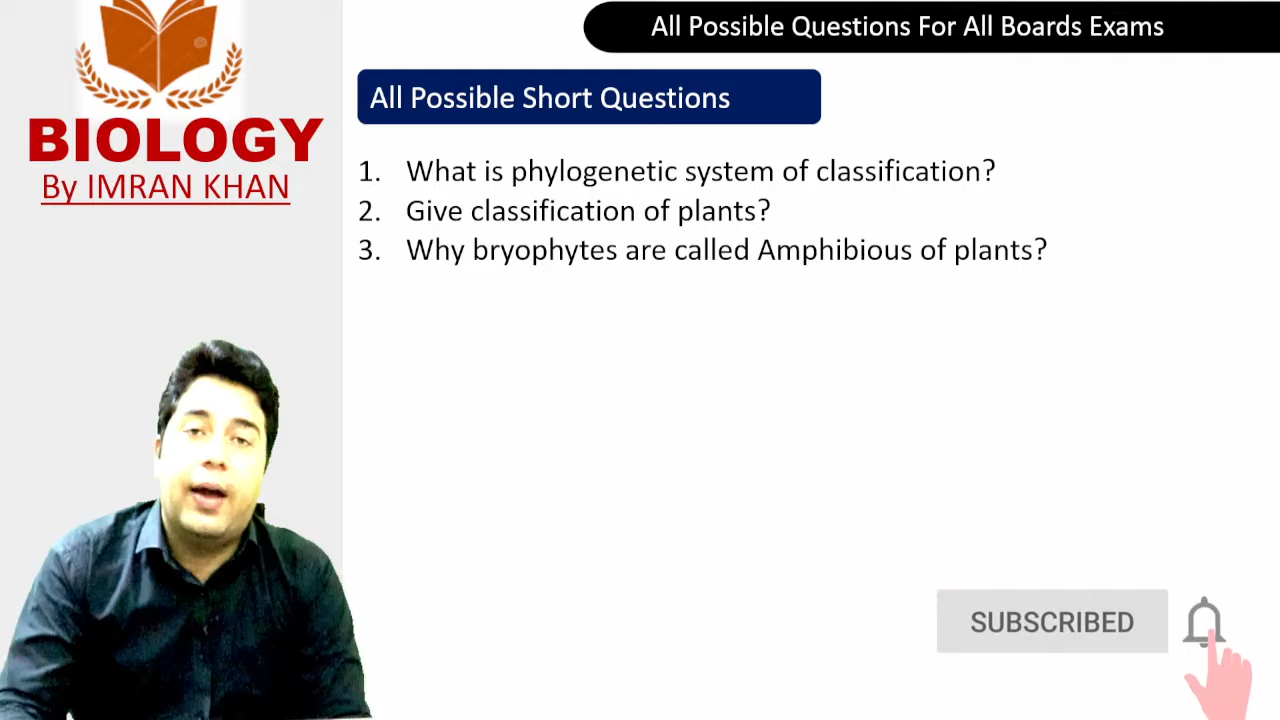 All Possible Questions For All Boards Exams
BIOLOGY
By IMRAN KHAN
All Possible Short Questions
1. What is phylogenetic system of classification?
2. Give classification of plants?
3. Why bryophytes are called Amphibious of plants?
SUBSCRIBED